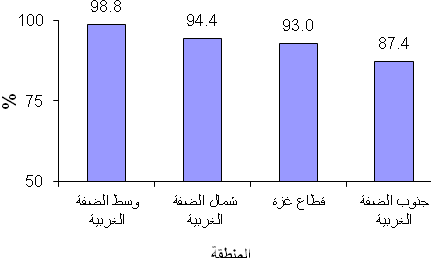 98.8
94.4
93.0
87.4
100
75
50
%
وسط الضفة
الغربية
شمال الضفة
الغربية
قطاع غزة
جنوب الضفة
الغربية
المنطقة